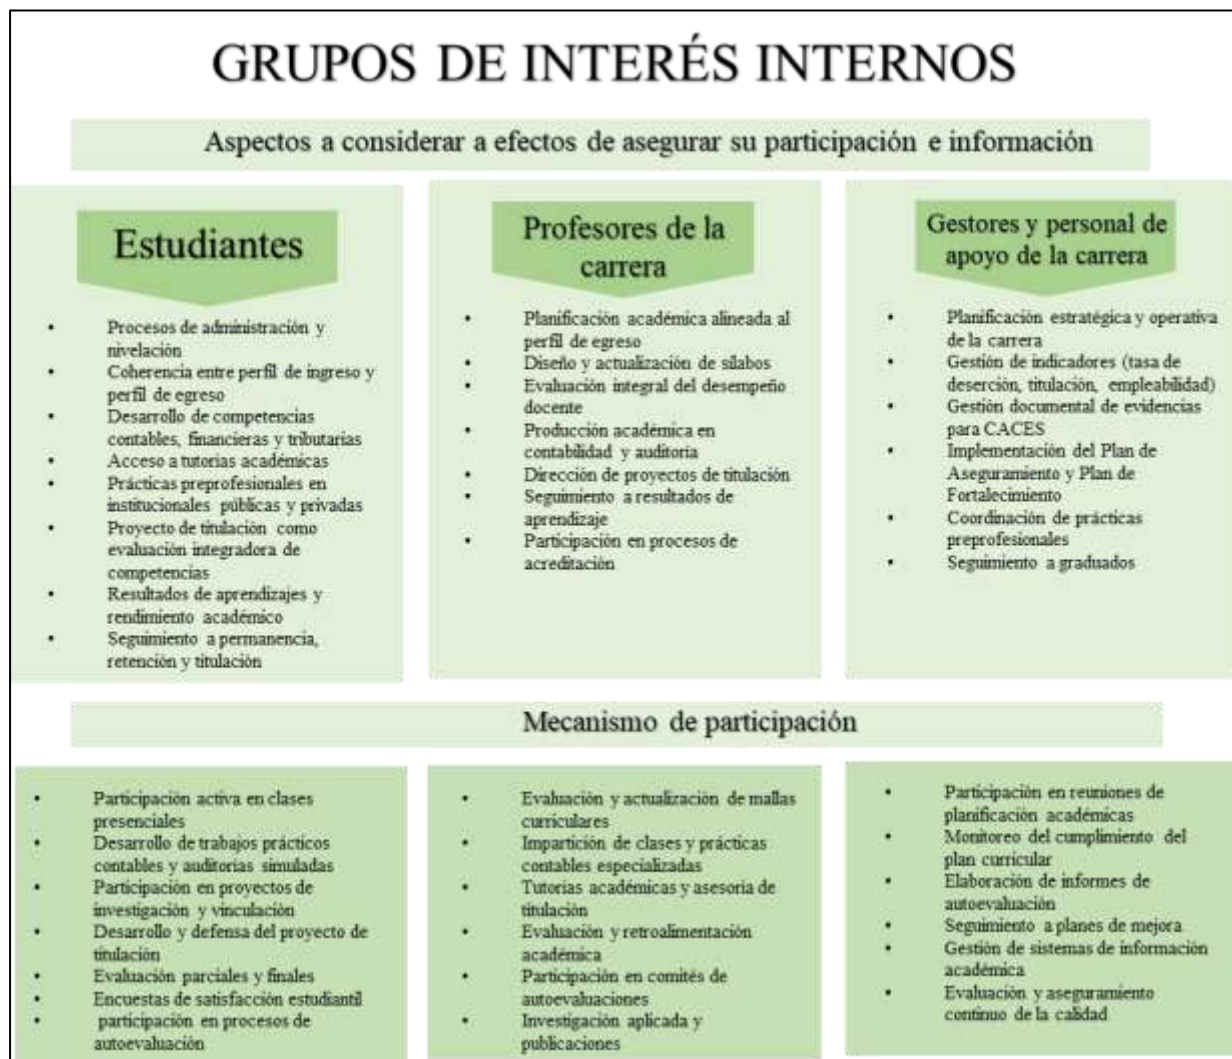 GRUPOS DE INTERÉS INTERNOS
Aspectos a considerar a efectos de asegurar su participación e información
Estudiantes
• Procesos de administración y
nivelación
• Coherencia entre perfil de ingreso y
perfil de egreso
• Desarrollo de competencias
contables, financieras y tributarias
• Acceso a tutorias académicas
• Prácticas preprofesionales en
institucionales públicas y privadas
• Proyecto de titulación como
evaluación integradora de
competencias
• Resultados de aprendizajes y
rendimiento académico
• Seguimiento a permanencia,
retención y titulación
Profesores de la
carrera
• Planificación académica alineada al
perfil de egreso
• Diseño y actualización de sílabos
• Evaluación integral del desempeño
docente
• Producción académica en
contabilidad y auditoria
• Dirección de proyectos de titulación
• Seguimiento a resultados de
aprendizaje
• Participación en procesos de
acreditación
Gestores y personal de
apoyo de la carrera
• Planificación estratégica y operativa
de la carrera
• Gestión de indicadores (tasa de
deserción, titulación, empleabilidad)
• Gestión documental de evidencias
para CACES
• Implementación del Plan de
Aseguramiento y Plan de
Fortalecimiento
• Coordinación de prácticas
preprofesionales
• Seguimiento a graduados
Mecanismo de participación
• Participación activa en clases
presenciales
• Desarrollo de trabajos prácticos
contables y auditorias simuladas
• Participación en proyectos de
investigación y vinculación
• Desarrollo y defensa del proyecto de
titulación
• Evaluación parciales y finales
• Encuestas de satisfacción estudiantil
• participación en procesos de
autoevaluación
• Evaluación y actualización de mallas
curriculares
• Impartición de clases y prácticas
contables especializadas
• Tutorias académicas y asesoria de
titulación
• Evaluación y retroalimentación
académica
• Participación en comités de
autoevaluaciones
• Investigación aplicada y
publicaciones
• Participación en reuniones de
planificación académicas
• Monitoreo del cumplimiento del
plan curricular
• Elaboración de informes de
autoevaluación
• Seguimiento a planes de mejora
• Gestión de sistemas de información
académica
• Evaluación y aseguramiento
continuo de la calidad